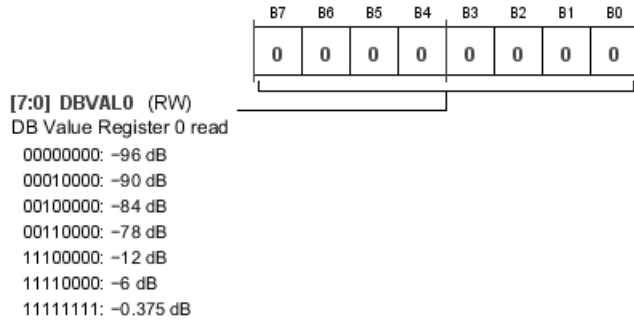 B7 B6 B5 B4 B3 B2 B1 B0
0 0 0 0 0 0 0 0
[7:0] DBVAL0 (RW)
DB Value Register 0 read
00000000: −96 dB
00010000: −90 dB
00100000: −84 dB
00110000: −78 dB
11100000: −12 dB
11110000: −6 dB
11111111: −0.375 dB